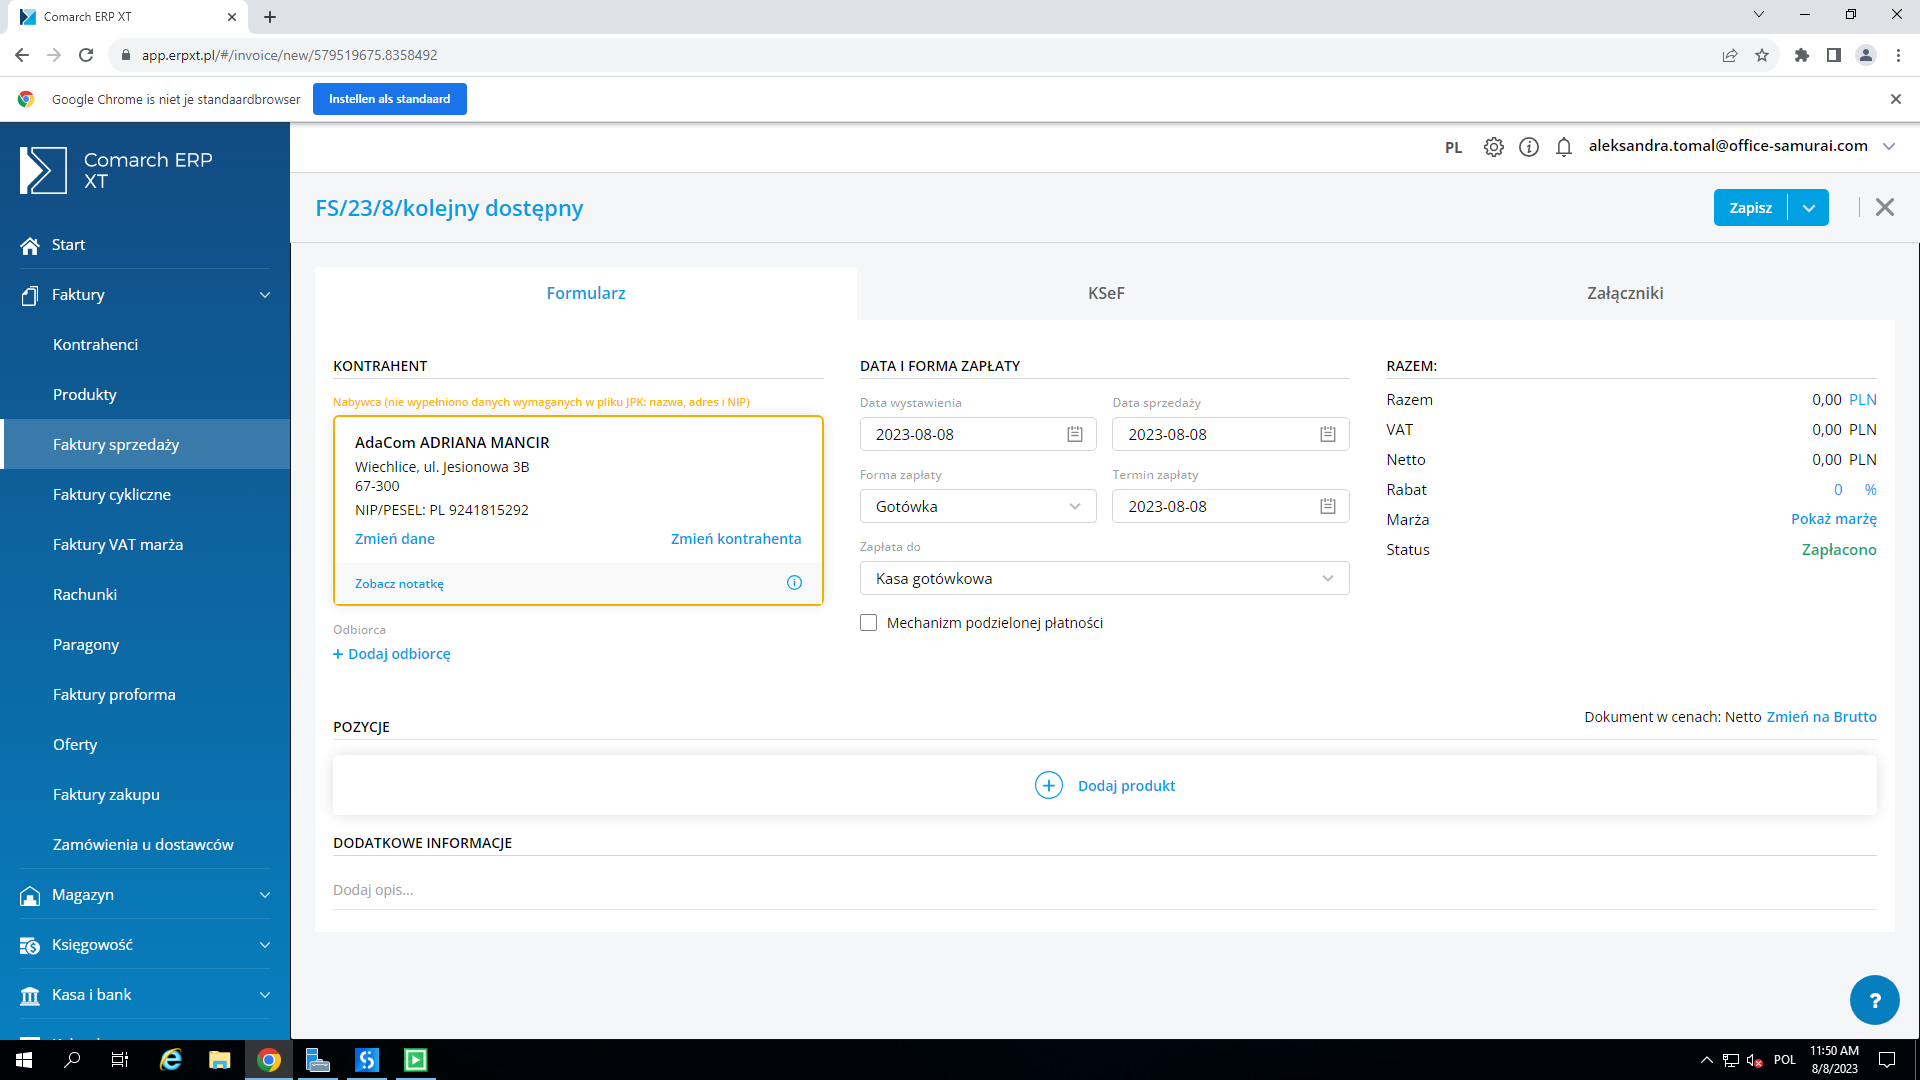 Comarch ERP XT
app.erpxt.pl/#/invoice/new/579519675.8358492
Google Chrome is niet je standaardbrowser
Instellen als standaard
Comarch ERP
XT
PL
aleksandra.tomal@office-samurai.com
FS/23/8/kolejny dostępny
Zapisz
Start
Faktury
Kontrahenci
Produkty
Faktury sprzedaży
Faktury cykliczne
Faktury VAT marża
Rachunki
Paragony
Faktury proforma
Oferty
Faktury zakupu
Zamówienia u dostawców
Magazyn
Księgowość
Kasa i bank
Formularz
KSeF
Załączniki
KONTRAHENT
Nabywca (nie wypełniono danych wymaganych w pliku JPK: nazwa, adres i NIP)
AdaCom ADRIANA MANCIR
Wiechlice, ul. Jesionowa 3B
67-300
NIP/PESEL: PL 9241815292
Zmień dane
Zmień kontrahenta
Zobacz notatkę
Odbiorca
+ Dodaj odbiorcę
DATA I FORMA ZAPŁATY
Data wystawienia
Data sprzedaży
2023-08-08
2023-08-08
Forma zapłaty
Termin zapłaty
Gotówka
2023-08-08
Zapłata do
Kasa gotówkowa
Mechanizm podzielonej płatności
RAZEM:
Razem 0,00 PLN
VAT 0,00 PLN
Netto 0,00 PLN
Rabat 0 %
Marża Pokaż marżę
Status Zapłacono
POZYCJE
Dokument w cenach: Netto Zmień na Brutto
Dodaj produkt
DODATKOWE INFORMACJE
Dodaj opis...
?
POL
11:50 AM
8/8/2023